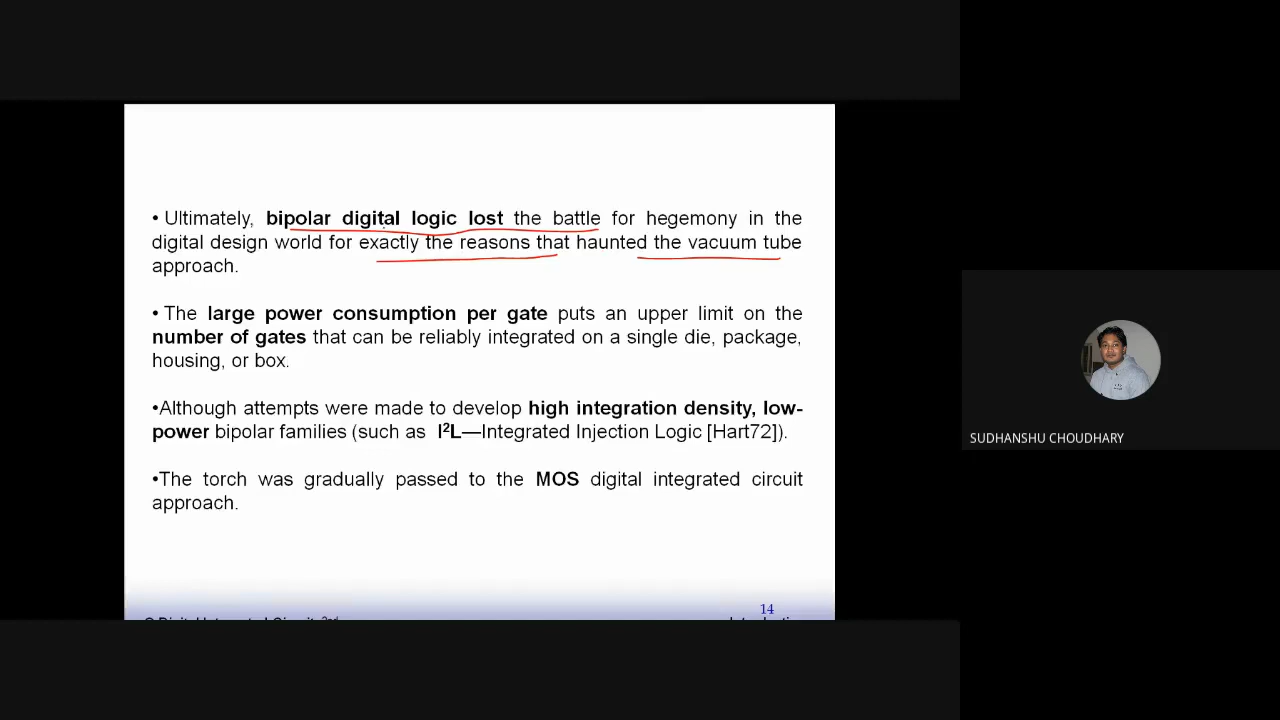 • Ultimately, bipolar digital logic lost the battle for hegemony in the
digital design world for exactly the reasons that haunted the vacuum tube
approach.
• The large power consumption per gate puts an upper limit on the
number of gates that can be reliably integrated on a single die, package,
housing, or box.
•Although attempts were made to develop high integration density, low-
power bipolar families (such as I²L—Integrated Injection Logic [Hart72]).
•The torch was gradually passed to the MOS digital integrated circuit
approach.
14
SUDHANSHU CHOUDHARY